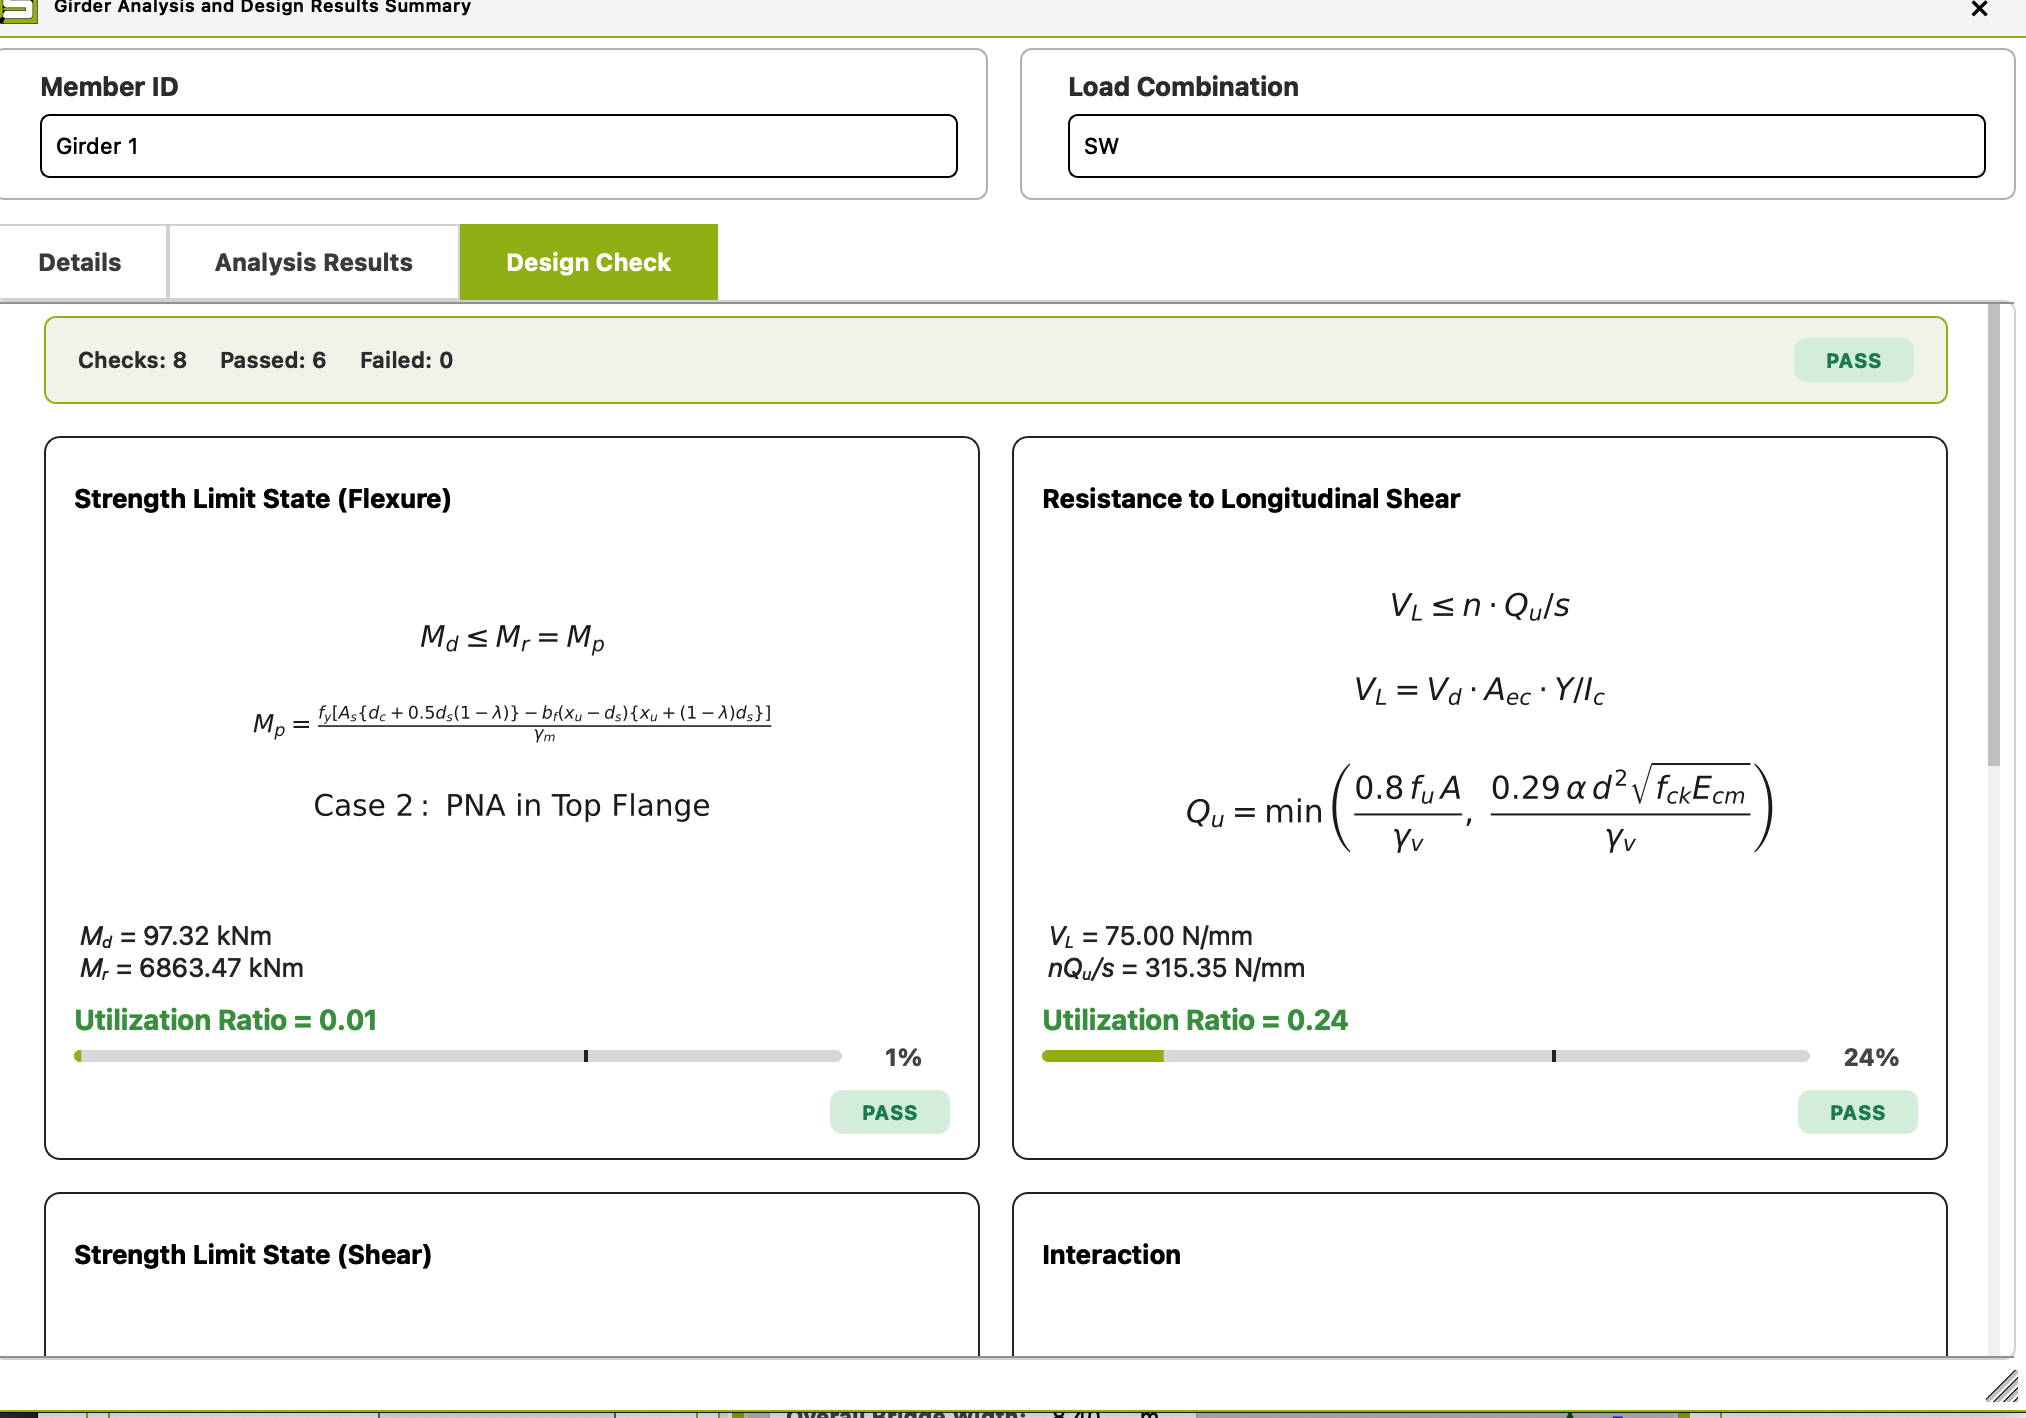 Girder Analysis and Design Results Summary
Member ID
Girder 1
Load Combination
SW
Details
Analysis Results
Design Check
Checks: 8 Passed: 6 Failed: 0
PASS
Strength Limit State (Flexure)
M_d ≤ M_r = M_p
M_p = f_y[A_s{d_c + 0.5d_s(1 − λ)} − b_f(x_u − d_s){x_u + (1 − λ)d_s}] / γ_m
Case 2 : PNA in Top Flange
M_d = 97.32 kNm
M_r = 6863.47 kNm
Utilization Ratio = 0.01
1%
PASS
Resistance to Longitudinal Shear
V_L ≤ n · Q_u/s
V_L = V_d · A_ec · Y/I_c
Q_u = min(0.8 f_u A / γ_v, 0.29 α d² √(f_ck E_cm) / γ_v)
V_L = 75.00 N/mm
nQ_u/s = 315.35 N/mm
Utilization Ratio = 0.24
24%
PASS
Strength Limit State (Shear)
Interaction
Overall Bridge Width: 8.40 m